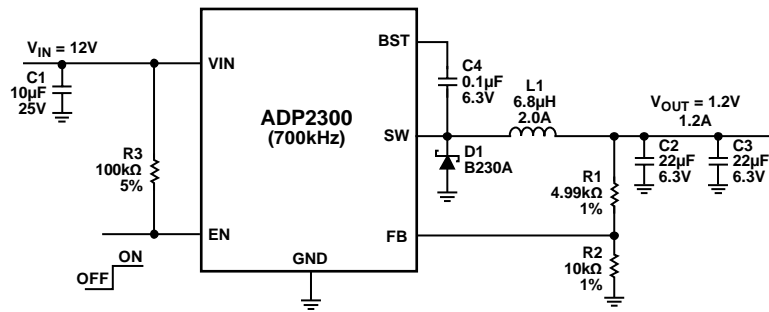 V_IN = 12V
C1
10µF
25V
R3
100kΩ
5%
OFF
ON
VIN
EN
ADP2300
(700kHz)
GND
BST
SW
FB
C4
0.1µF
6.3V
L1
6.8µH
2.0A
D1
B230A
V_OUT = 1.2V
1.2A
C2
22µF
6.3V
C3
22µF
6.3V
R1
4.99kΩ
1%
R2
10kΩ
1%